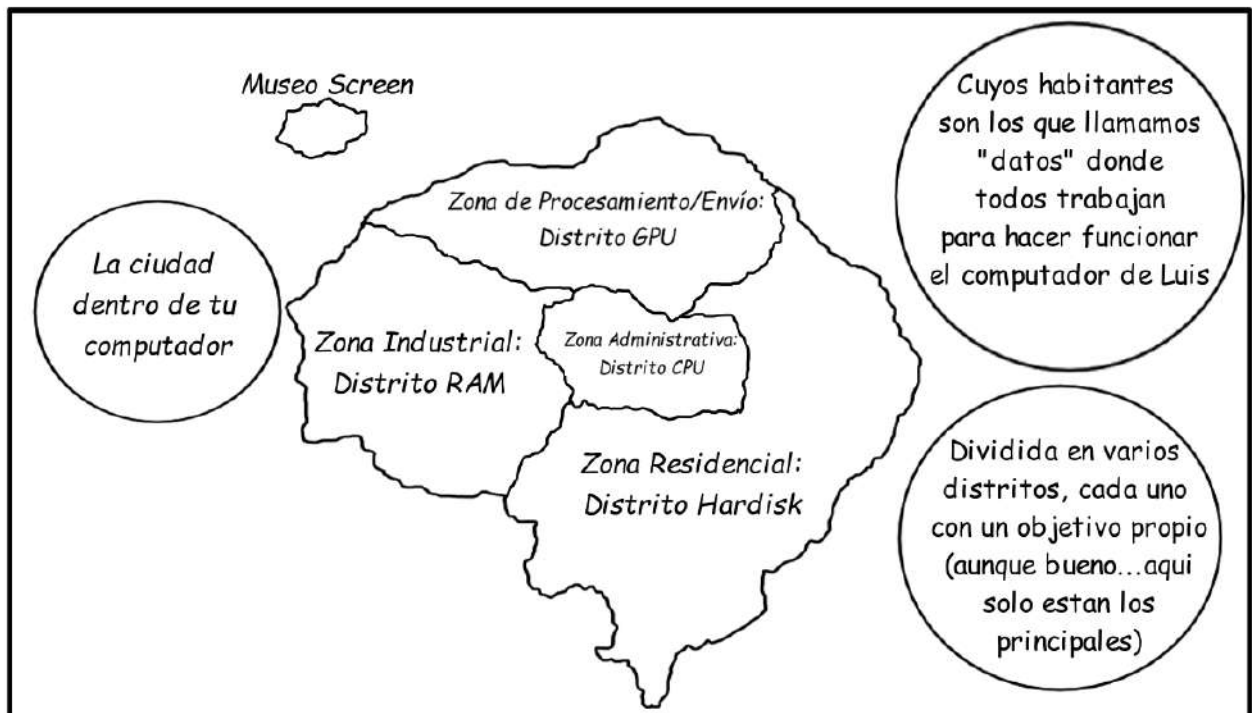 Museo Screen
La ciudad
dentro de tu
computador
Zona de Procesamiento/Envío:
Distrito GPU
Zona Industrial:
Distrito RAM
Zona Administrativa:
Distrito CPU
Zona Residencial:
Distrito Hardisk
Cuyos habitantes
son los que llamamos
"datos" donde
todos trabajan
para hacer funcionar
el computador de Luis
Dividida en varios
distritos, cada uno
con un objetivo propio
(aunque bueno...aqui
solo estan los
principales)